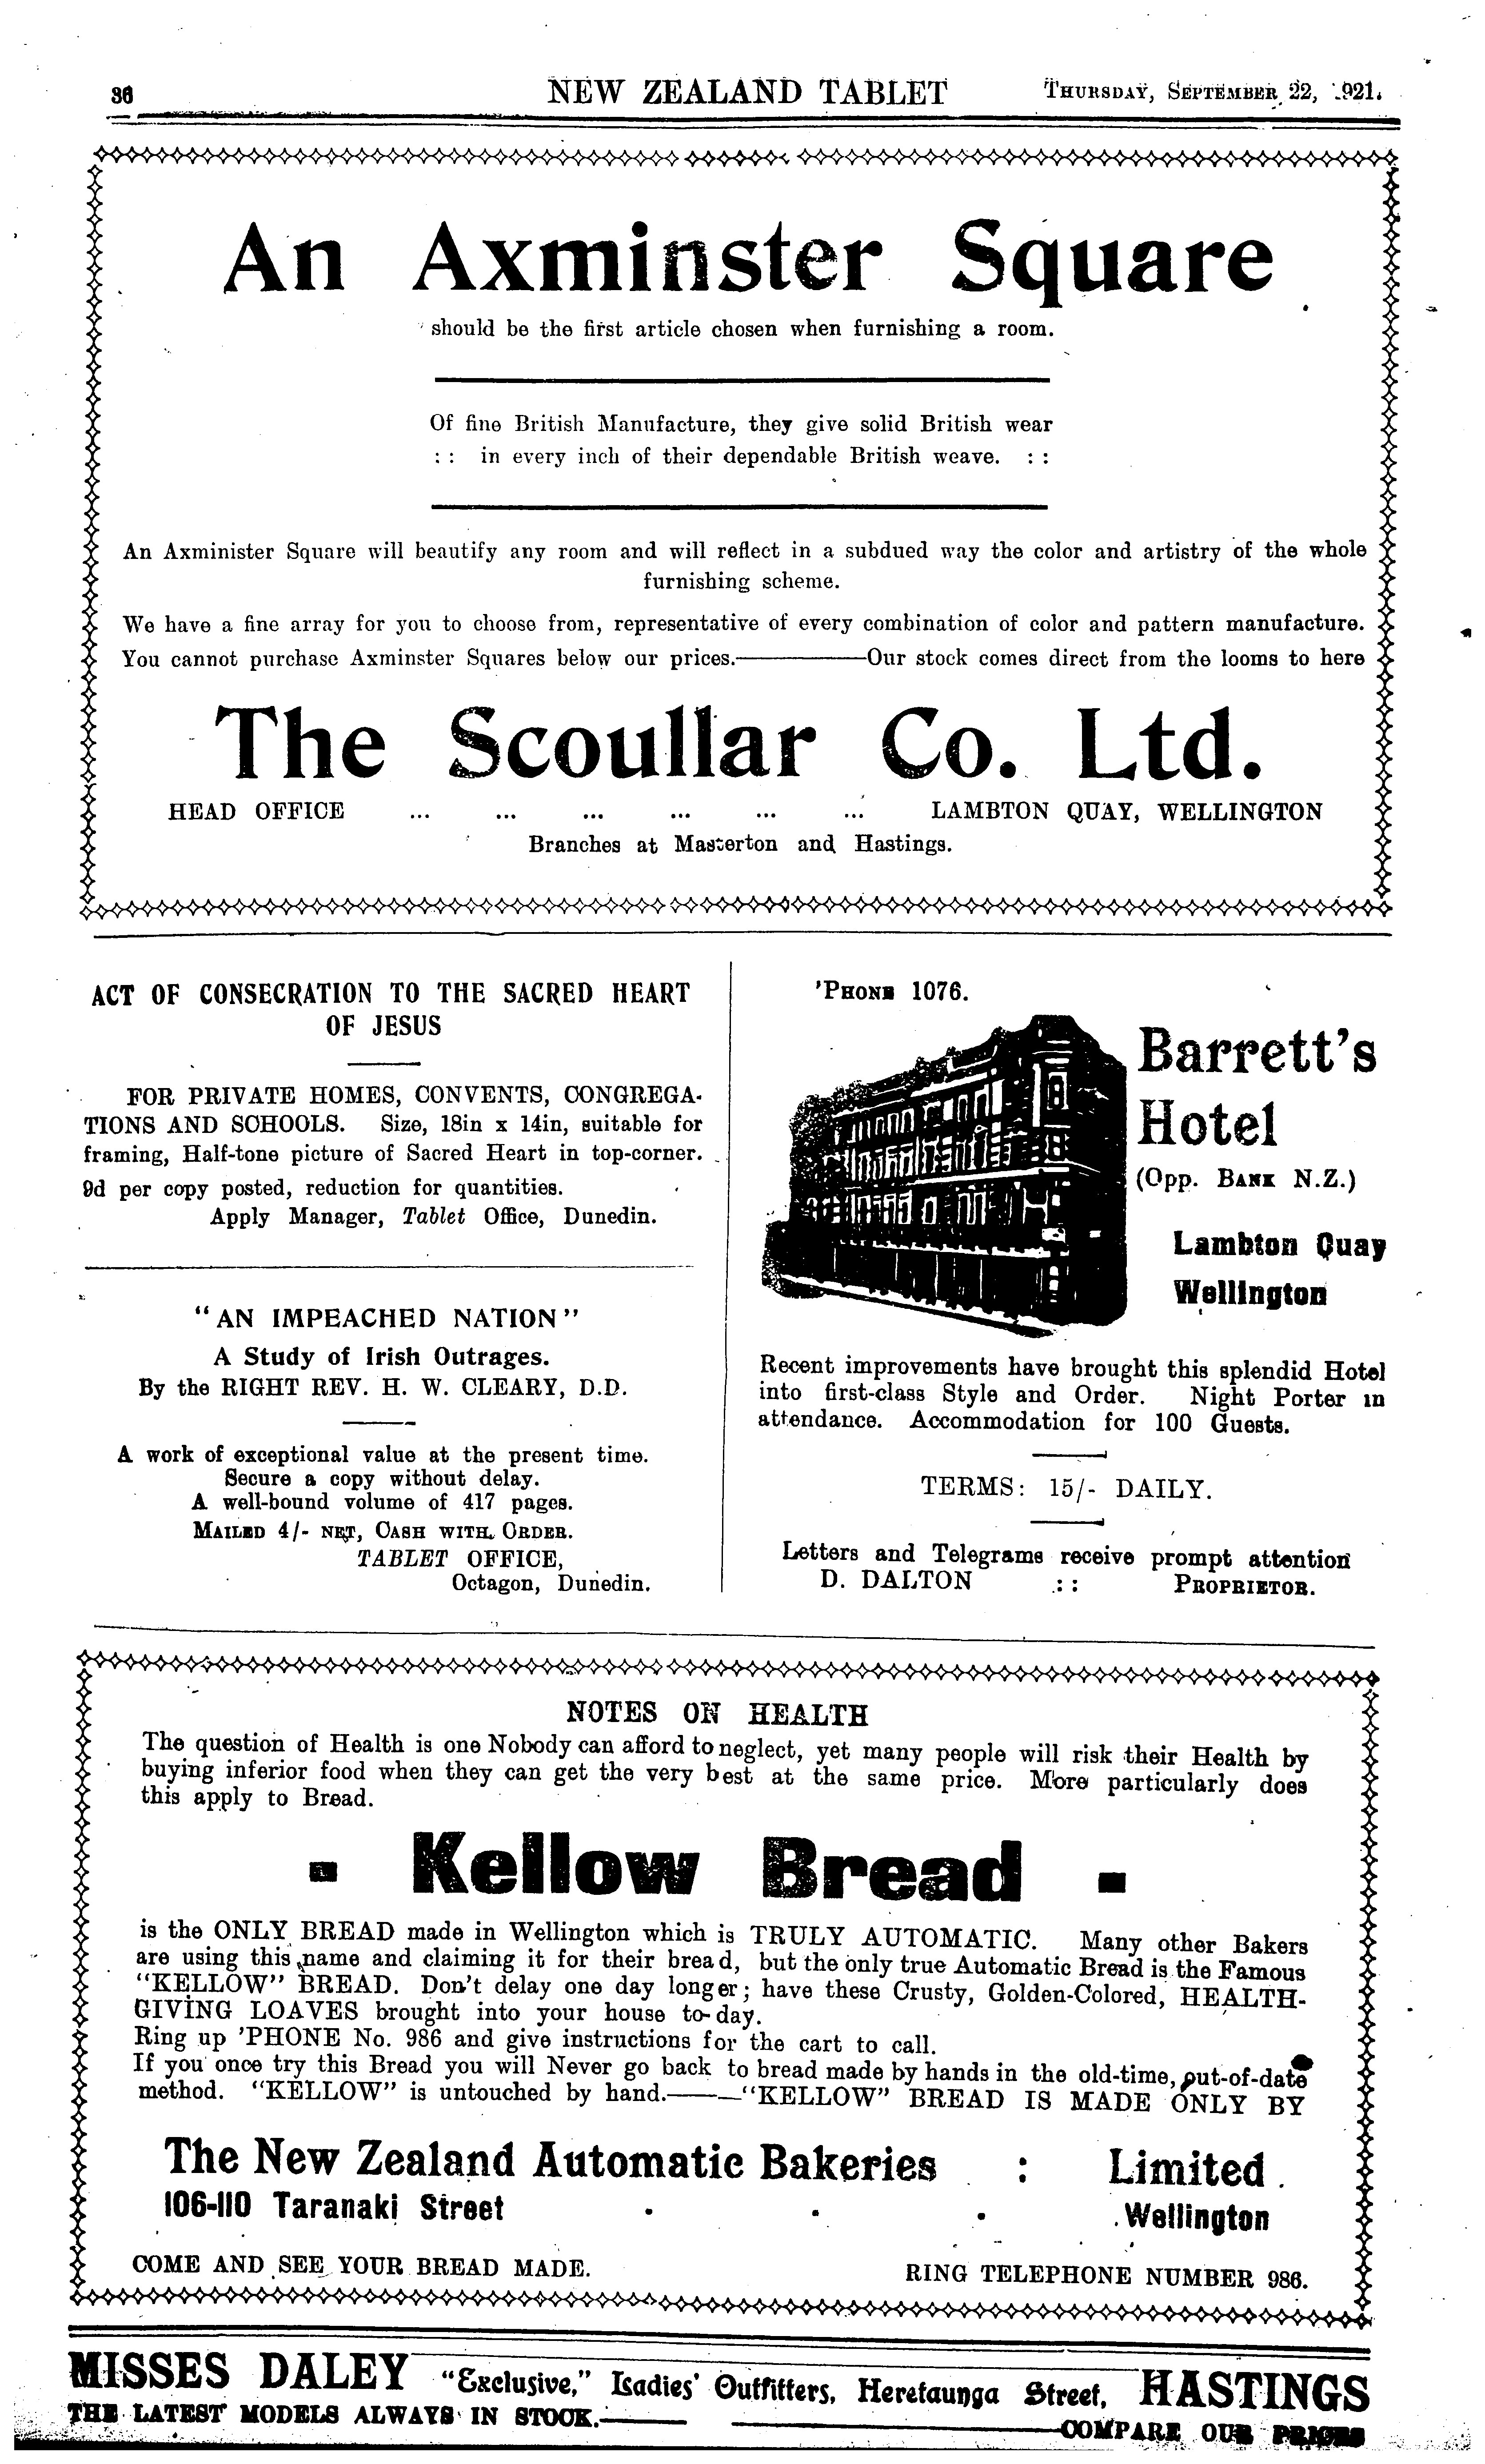 36
NEW ZEALAND TABLET
THURSDAY, SEPTEMBER 22, 1921.
An Axminster Square
should be the first article chosen when furnishing a room.
Of fine British Manufacture, they give solid British wear
:: in every inch of their dependable British weave. ::
An Axminister Square will beautify any room and will reflect in a subdued way the color and artistry of the whole
furnishing scheme.
We have a fine array for you to choose from, representative of every combination of color and pattern manufacture.
You cannot purchase Axminster Squares below our prices.————Our stock comes direct from the looms to here
The Scoullar Co. Ltd.
HEAD OFFICE ... ... ... ... ... ... LAMBTON QUAY, WELLINGTON
Branches at Masterton and Hastings.
ACT OF CONSECRATION TO THE SACRED HEART
OF JESUS
FOR PRIVATE HOMES, CONVENTS, CONGREGA-
TIONS AND SCHOOLS. Size, 18in x 14in, suitable for
framing, Half-tone picture of Sacred Heart in top-corner.
9d per copy posted, reduction for quantities.
Apply Manager, Tablet Office, Dunedin.
"AN IMPEACHED NATION"
A Study of Irish Outrages.
By the RIGHT REV. H. W. CLEARY, D.D.
A work of exceptional value at the present time.
Secure a copy without delay.
A well-bound volume of 417 pages.
MAILED 4/- NET, CASH WITH ORDER.
TABLET OFFICE,
Octagon, Dunedin.
'PHONE 1076.
Barrett's
Hotel
(Opp. BANK N.Z.)
Lambton Quay
Wellington
Recent improvements have brought this splendid Hotel
into first-class Style and Order. Night Porter in
attendance. Accommodation for 100 Guests.
TERMS: 15/- DAILY.
Letters and Telegrams receive prompt attention
D. DALTON :: PROPRIETOR.
NOTES ON HEALTH
The question of Health is one Nobody can afford to neglect, yet many people will risk their Health by
buying inferior food when they can get the very best at the same price. More particularly does
this apply to Bread.
- Kellow Bread -
is the ONLY BREAD made in Wellington which is TRULY AUTOMATIC. Many other Bakers
are using this name and claiming it for their bread, but the only true Automatic Bread is the Famous
"KELLOW" BREAD. Don't delay one day longer; have these Crusty, Golden-Colored, HEALTH-
GIVING LOAVES brought into your house to-day.
Ring up 'PHONE No. 986 and give instructions for the cart to call.
If you once try this Bread you will Never go back to bread made by hands in the old-time, out-of-date
method. "KELLOW" is untouched by hand.———"KELLOW" BREAD IS MADE ONLY BY
The New Zealand Automatic Bakeries : Limited.
106-110 Taranaki Street . . . Wellington
COME AND SEE YOUR BREAD MADE. RING TELEPHONE NUMBER 986.
MISSES DALEY "Exclusive," Ladies' Outfitters, Heretaunga Street, HASTINGS
THE LATEST MODELS ALWAYS IN STOCK.————COMPARE OUR PRICES